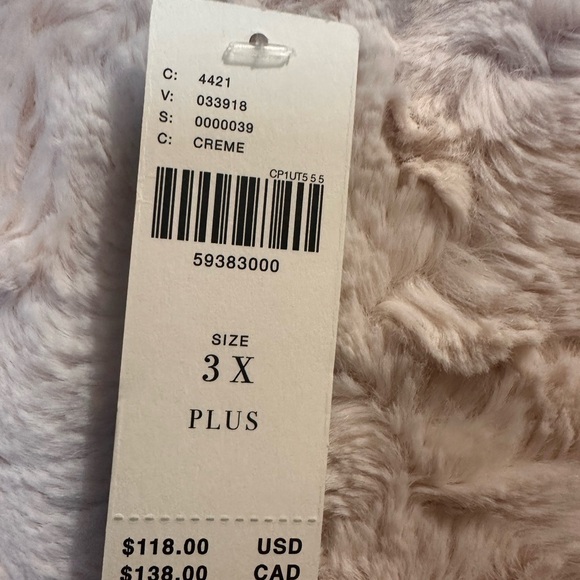 C: 4421
V: 033918
S: 0000039
C: CREME
CP1UT5 5 5
59383000
SIZE
3 X
PLUS
$118.00 USD
$138.00 CAD